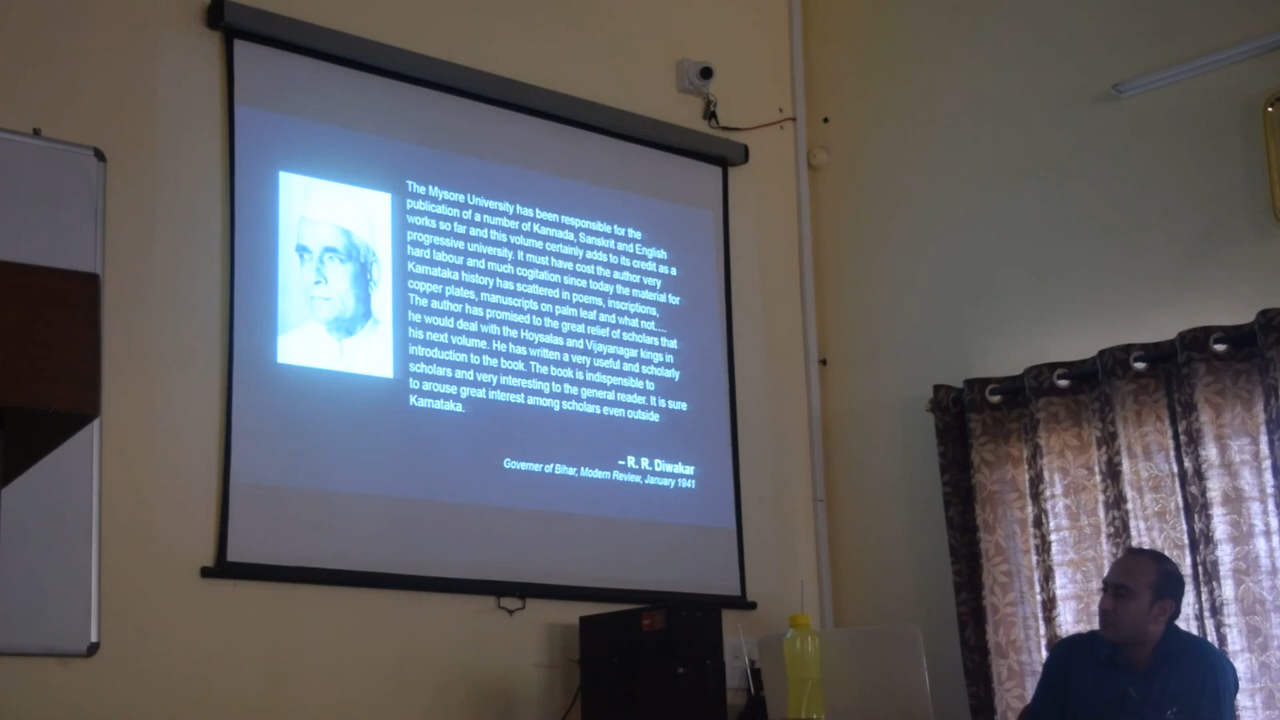 The Mysore University has been responsible for the
publication of a number of Kannada, Sanskrit and English
works so far and this volume certainly adds to its credit as a
progressive university. It must have cost the author very
hard labour and much cogitation since today the material for
Karnataka history has scattered in poems, inscriptions,
copper plates, manuscripts on palm leaf and what not....
The author has promised to the great relief of scholars that
he would deal with the Hoysalas and Vijayanagar kings in
his next volume. He has written a very useful and scholarly
introduction to the book. The book is indispensible to
scholars and very interesting to the general reader. It is sure
to arouse great interest among scholars even outside
Karnataka.
– R. R. Diwakar
Governer of Bihar, Modern Review, January 1941